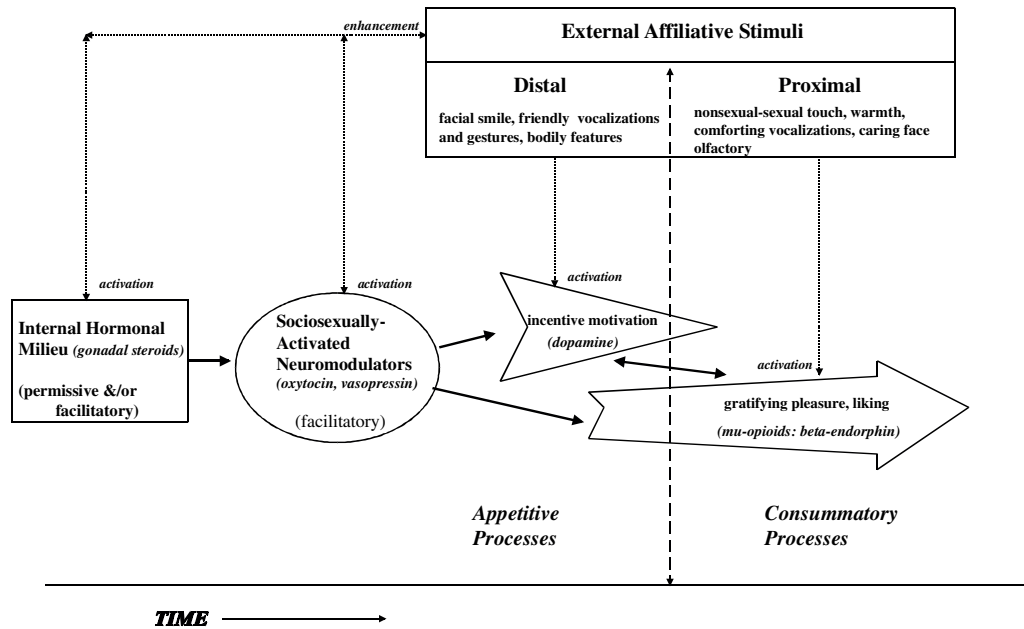 enhancement
External Affiliative Stimuli
Distal
facial smile, friendly vocalizations
and gestures, bodily features
Proximal
nonsexual-sexual touch, warmth,
comforting vocalizations, caring face
olfactory
activation
activation
activation
activation
Internal Hormonal
Milieu (gonadal steroids)
(permissive &/or
facilitatory)
Sociosexually-
Activated
Neuromodulators
(oxytocin, vasopressin)
(facilitatory)
incentive motivation
(dopamine)
gratifying pleasure, liking
(mu-opioids: beta-endorphin)
Appetitive
Processes
Consummatory
Processes
TIME